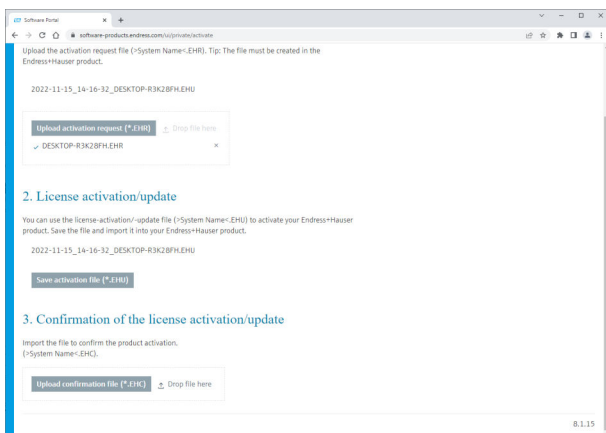 Software Portal
software-products.endress.com/ui/private/activate
Upload the activation request file (>System Name<.EHR). Tip: The file must be created in the
Endress+Hauser product.
2022-11-15_14-16-32_DESKTOP-R3K28FH.EHU
Upload activation request (*.EHR) Drop file here
DESKTOP-R3K28FH.EHR
2. License activation/update
You can use the license-activation/-update file (>System Name<.EHU) to activate your Endress+Hauser
product. Save the file and import it into your Endress+Hauser product.
2022-11-15_14-16-32_DESKTOP-R3K28FH.EHU
Save activation file (*.EHU)
3. Confirmation of the license activation/update
Import the file to confirm the product activation.
(>System Name<.EHC).
Upload confirmation file (*.EHC) Drop file here
8.1.15